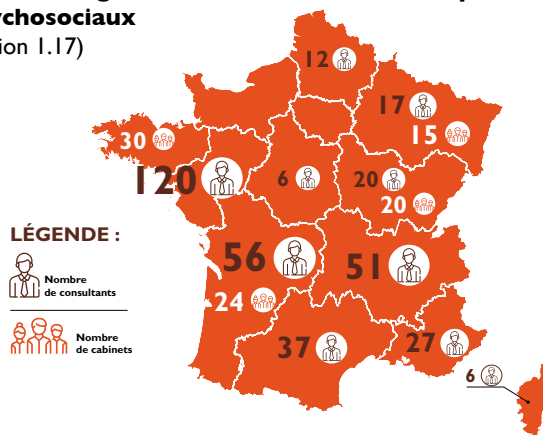 ychosociaux
ion 1.17)
12
17
15
30
120
6
20
20
LÉGENDE :
Nombre
de consultants
56
51
24
Nombre
de cabinets
37
27
6